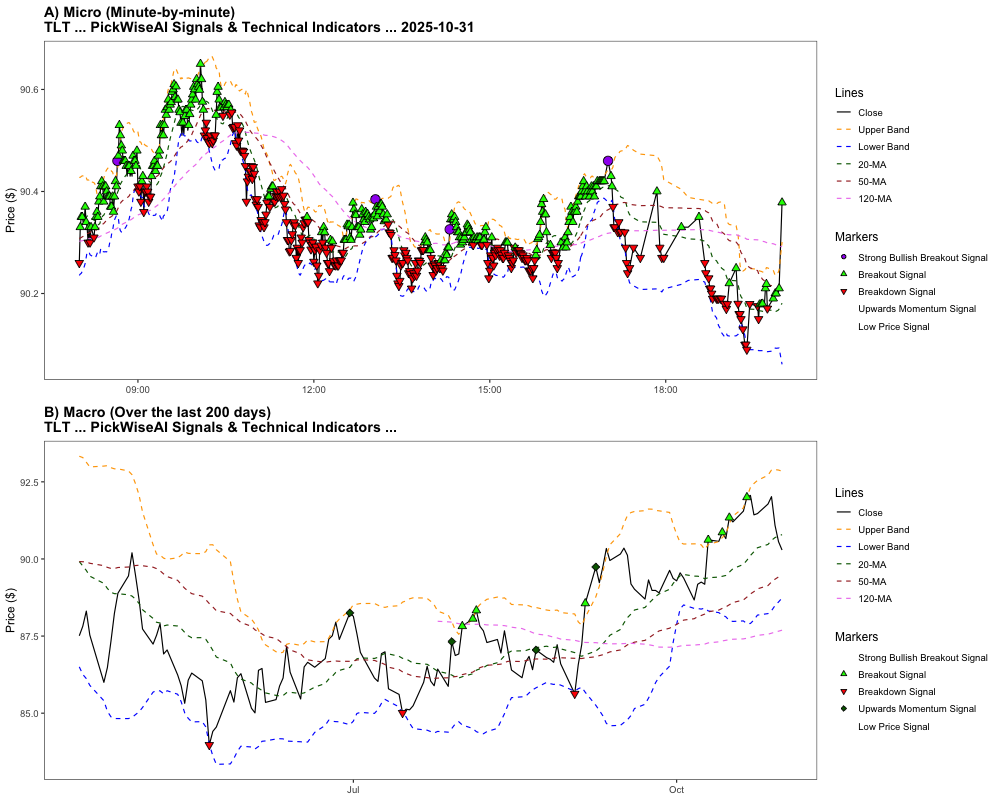 A) Micro (Minute-by-minute)
TLT ... PickWiseAI Signals & Technical Indicators ... 2025-10-31
Price ($)
90.6
90.4
90.2
09:00
12:00
15:00
18:00
Lines
Close
Upper Band
Lower Band
20-MA
50-MA
120-MA
Markers
Strong Bullish Breakout Signal
Breakout Signal
Breakdown Signal
Upwards Momentum Signal
Low Price Signal
B) Macro (Over the last 200 days)
TLT ... PickWiseAI Signals & Technical Indicators ...
Price ($)
92.5
90.0
87.5
85.0
Jul
Oct
Lines
Close
Upper Band
Lower Band
20-MA
50-MA
120-MA
Markers
Strong Bullish Breakout Signal
Breakout Signal
Breakdown Signal
Upwards Momentum Signal
Low Price Signal